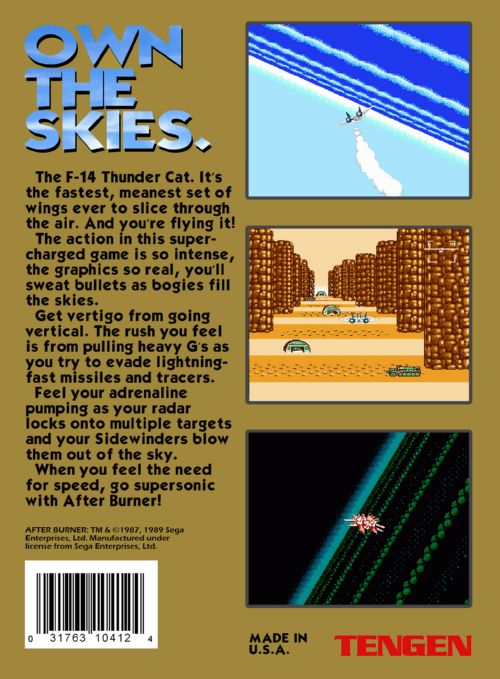 OWN
THE
SKIES.
The F-14 Thunder Cat. It's
the fastest, meanest set of
wings ever to slice through
the air. And you're flying it!
The action in this super-
charged game is so intense,
the graphics so real, you'll
sweat bullets as bogies fill
the skies.
Get vertigo from going
vertical. The rush you feel
is from pulling heavy G's as
you try to evade lightning-
fast missiles and tracers.
Feel your adrenaline
pumping as your radar
locks onto multiple targets
and your Sidewinders blow
them out of the sky.
When you feel the need
for speed, go supersonic
with After Burner!
AFTER BURNER: TM & ©1987, 1989 Sega
Enterprises, Ltd. Manufactured under
license from Sega Enterprises, Ltd.
0 31763 10412 4
MADE IN
U.S.A.
TENGEN